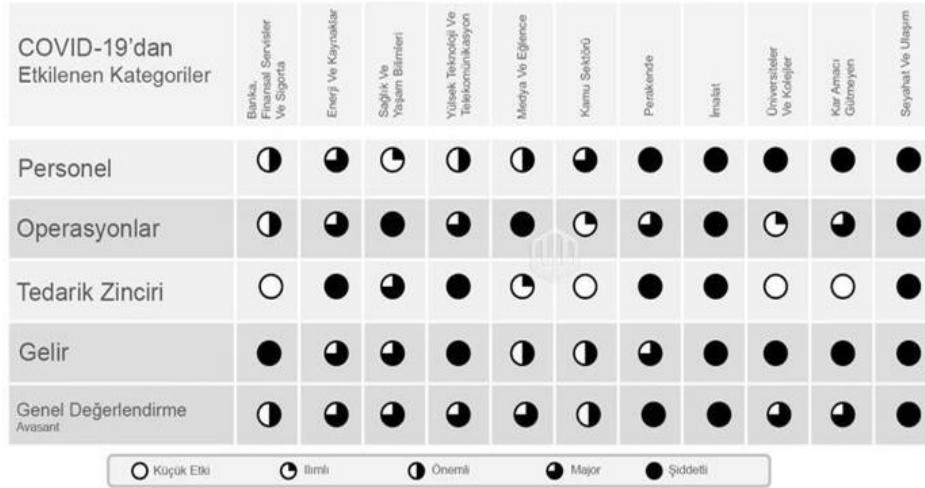 COVID-19'dan
Etkilenen Kategoriler
Banka,
Finansal Servisler
Ve Sigorta
Enerji Ve Kaynaklar
Sağlık Ve
Yaşam Bilimleri
Yülsek Teknoloji Ve
Telekomünikasyon
Medya Ve Eğlence
Kamu Sektörü
Perakende
İmalat
Üniversiteler
Ve Kolejler
Kar Amacı
Gütmeyen
Seyahat Ve Ulaşım
Personel
Operasyonlar
Tedarik Zinciri
Gelir
Genel Değerlendirme
Avasant
Küçük Etki
Ilımlı
Önemli
Major
Şiddetli